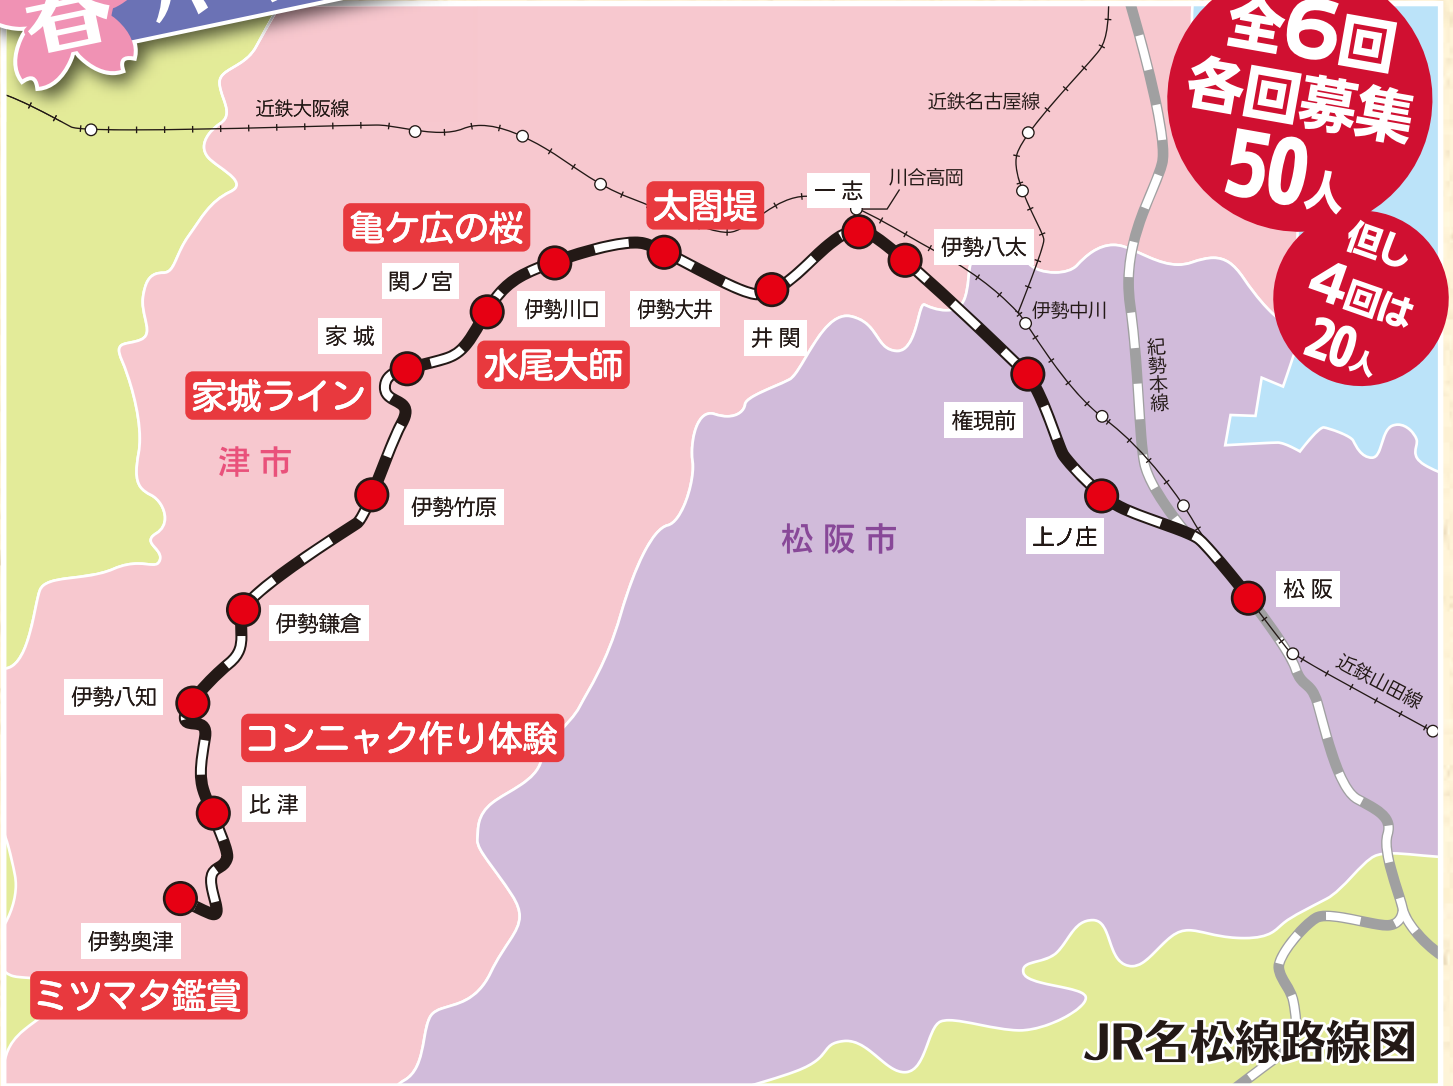 春
全6回
各回募集
50人
但し
4回は
20人
近鉄大阪線
近鉄名古屋線
川合高岡
一志
太閤堤
亀ケ広の桜
伊勢八太
関ノ宮
伊勢川口
伊勢大井
井関
伊勢中川
家城
水尾大師
紀勢本線
家城ライン
権現前
津市
伊勢竹原
上ノ庄
松阪市
松阪
伊勢鎌倉
近鉄山田線
伊勢八知
コンニャク作り体験
比津
伊勢奥津
ミツマタ鑑賞
JR名松線路線図